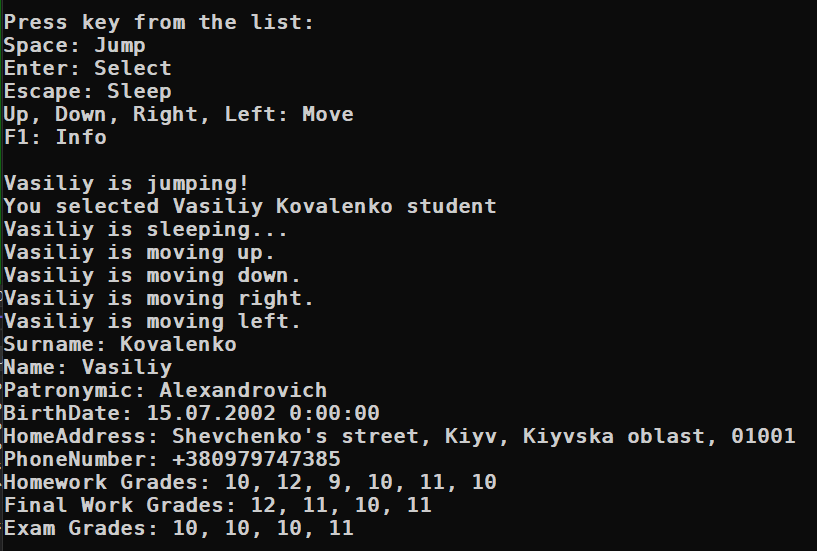 Press key from the list:
Space: Jump
Enter: Select
Escape: Sleep
Up, Down, Right, Left: Move
F1: Info
Vasiliy is jumping!
You selected Vasiliy Kovalenko student
Vasiliy is sleeping...
Vasiliy is moving up.
Vasiliy is moving down.
Vasiliy is moving right.
Vasiliy is moving left.
Surname: Kovalenko
Name: Vasiliy
Patronymic: Alexandrovich
BirthDate: 15.07.2002 0:00:00
HomeAddress: Shevchenko's street, Kiyv, Kiyvska oblast, 01001
PhoneNumber: +380979747385
Homework Grades: 10, 12, 9, 10, 11, 10
Final Work Grades: 12, 11, 10, 11
Exam Grades: 10, 10, 10, 11